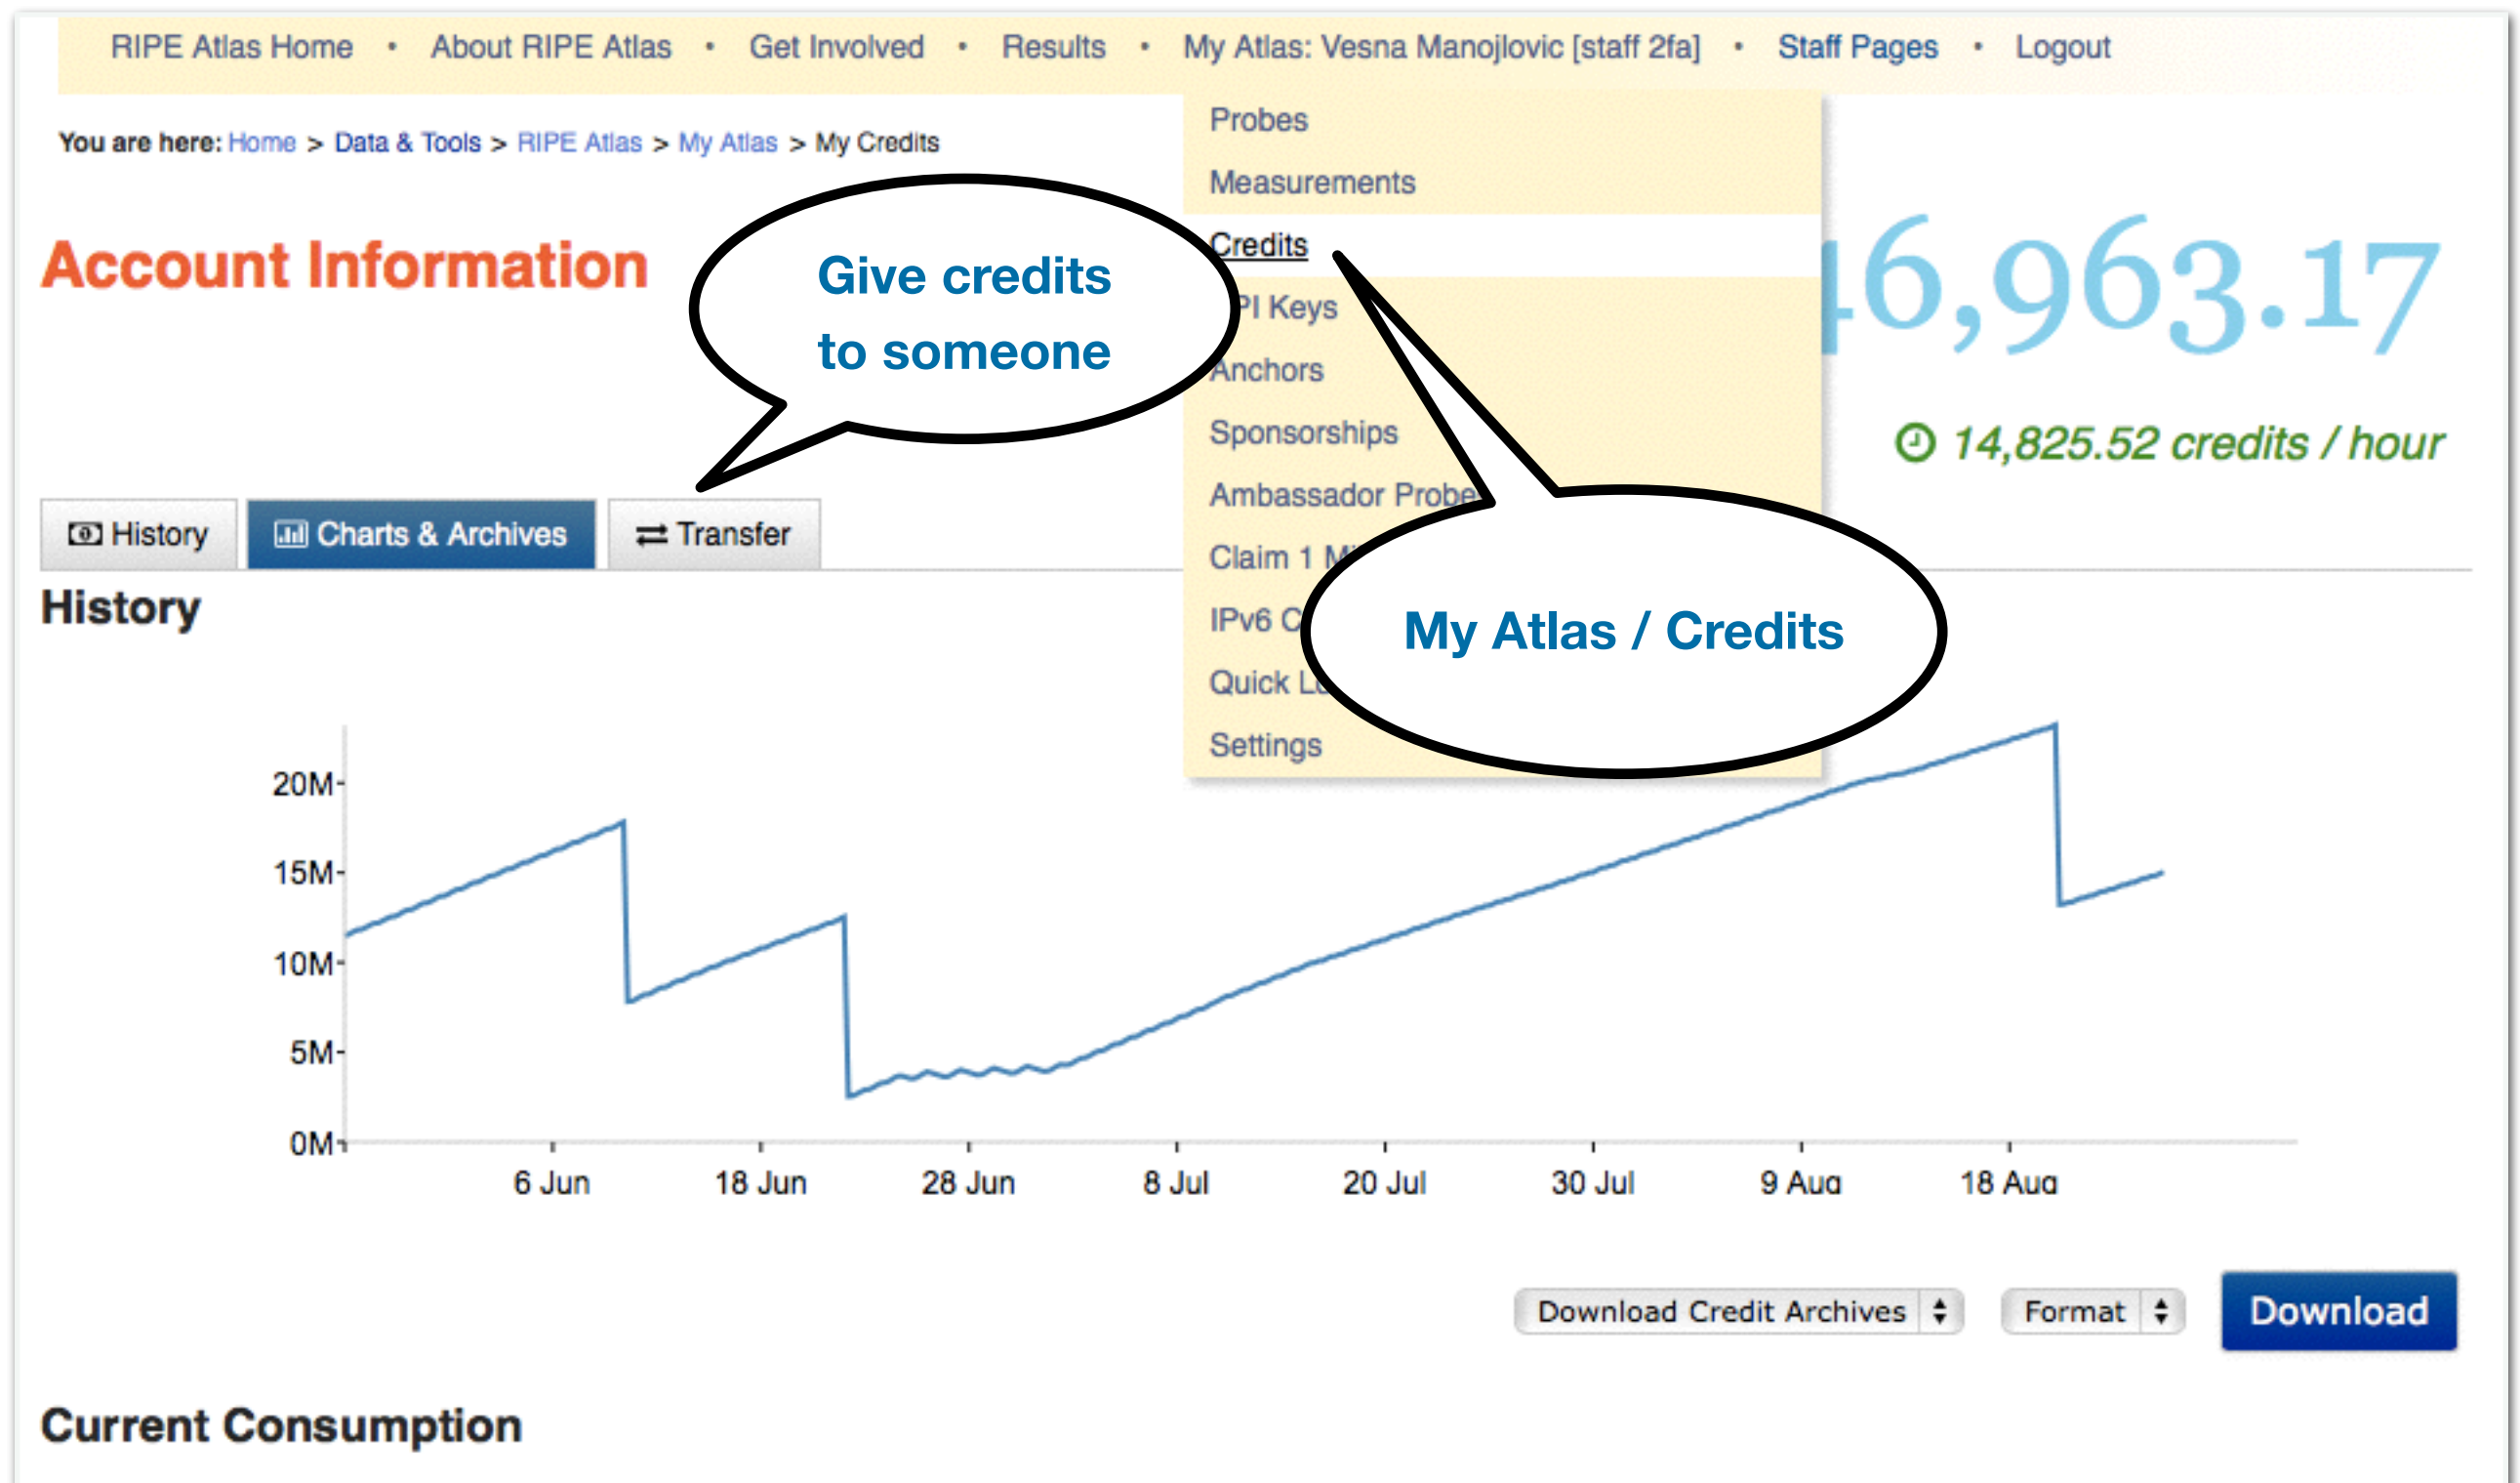 RIPE Atlas Home • About RIPE Atlas • Get Involved • Results • My Atlas: Vesna Manojlovic [staff 2fa] • Staff Pages • Logout
You are here: Home > Data & Tools > RIPE Atlas > My Atlas > My Credits
Probes
Measurements
Credits
PI Keys
Anchors
Sponsorships
Ambassador Probe
Claim 1
IPv6
Quick
Settings
Account Information
Give credits
to someone
6,963.17
14,825.52 credits / hour
My Atlas / Credits
History
Charts & Archives
Transfer
History
20M
15M
10M
5M
0M
6 Jun
18 Jun
28 Jun
8 Jul
20 Jul
30 Jul
9 Aug
18 Aug
Download Credit Archives
Format
Download
Current Consumption